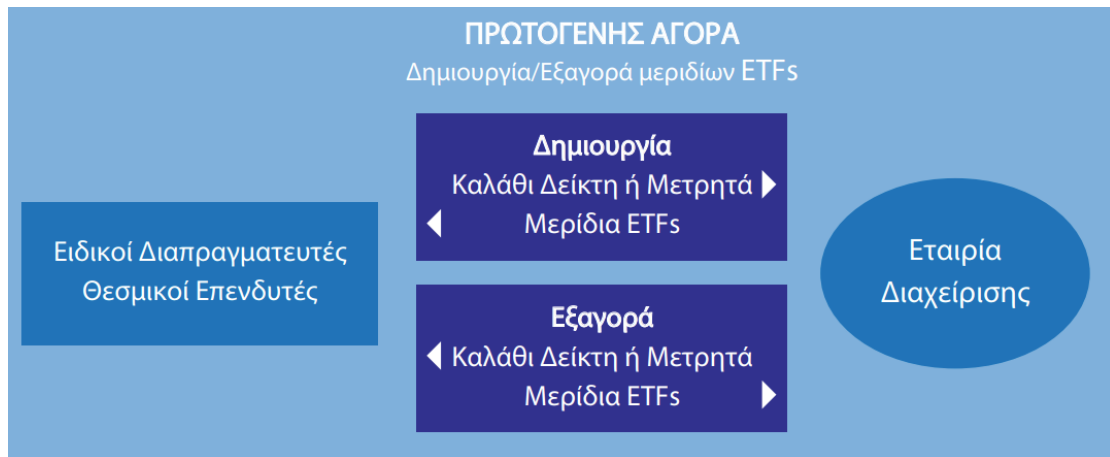 ΠΡΩΤΟΓΕΝΗΣ ΑΓΟΡΑ
Δημιουργία/Εξαγορά μεριδίων ETFs
Ειδικοί Διαπραγματευτές
Θεσμικοί Επενδυτές
Δημιουργία
Καλάθι Δείκτη ή Μετρητά
Μερίδια ETFs
Εξαγορά
Καλάθι Δείκτη ή Μετρητά
Μερίδια ETFs
Εταιρία
Διαχείρισης